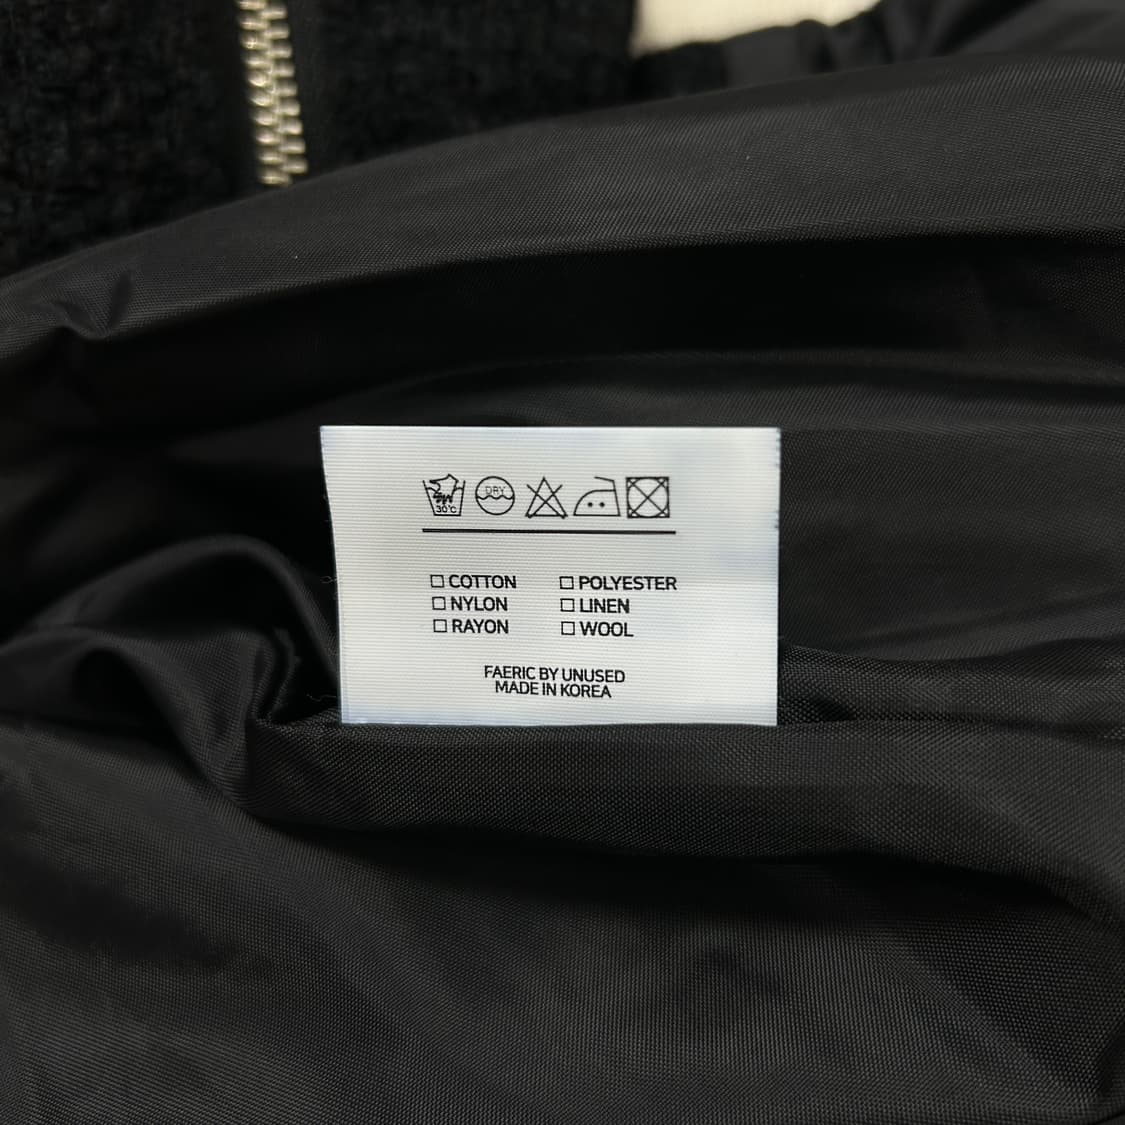 30°C DRY
☐ COTTON ☐ POLYESTER
☐ NYLON ☐ LINEN
☐ RAYON ☐ WOOL
FAERIC BY UNUSED
MADE IN KOREA